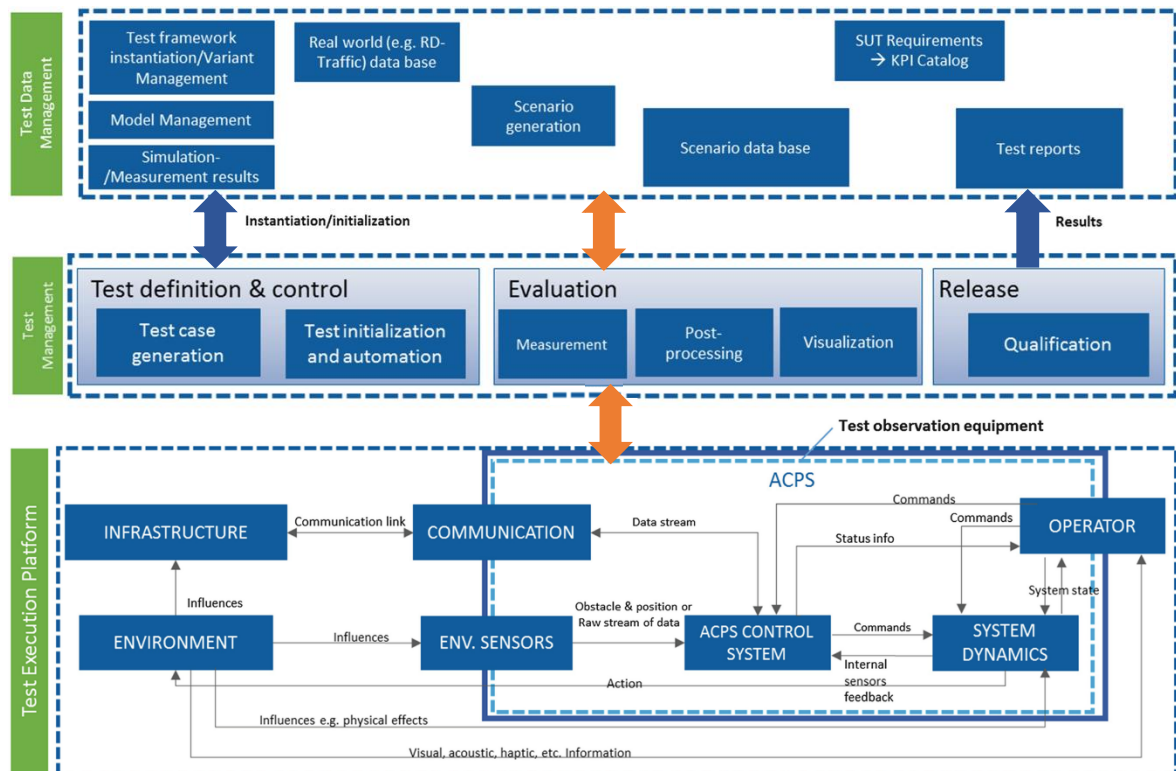 Test Data
Management
Test framework
instantiation/Variant
Management
Model Management
Simulation-
/Measurement results
Real world (e.g. RD-
Traffic) data base
Scenario
generation
Scenario data base
SUT Requirements
→ KPI Catalog
Test reports
Instantiation/initialization
Results
Test
Management
Test definition & control
Test case
generation
Test initialization
and automation
Evaluation
Measurement
Post-
processing
Visualization
Release
Qualification
Test observation equipment
Test Execution Platform
ACPS
INFRASTRUCTURE
Communication link
COMMUNICATION
Data stream
Commands
Commands
Status info
OPERATOR
System state
Influences
ENVIRONMENT
Influences
ENV. SENSORS
Obstacle & position or
Raw stream of data
ACPS CONTROL
SYSTEM
Commands
Internal
sensors
feedback
SYSTEM
DYNAMICS
Action
Influences e.g. physical effects
Visual, acoustic, haptic, etc. Information